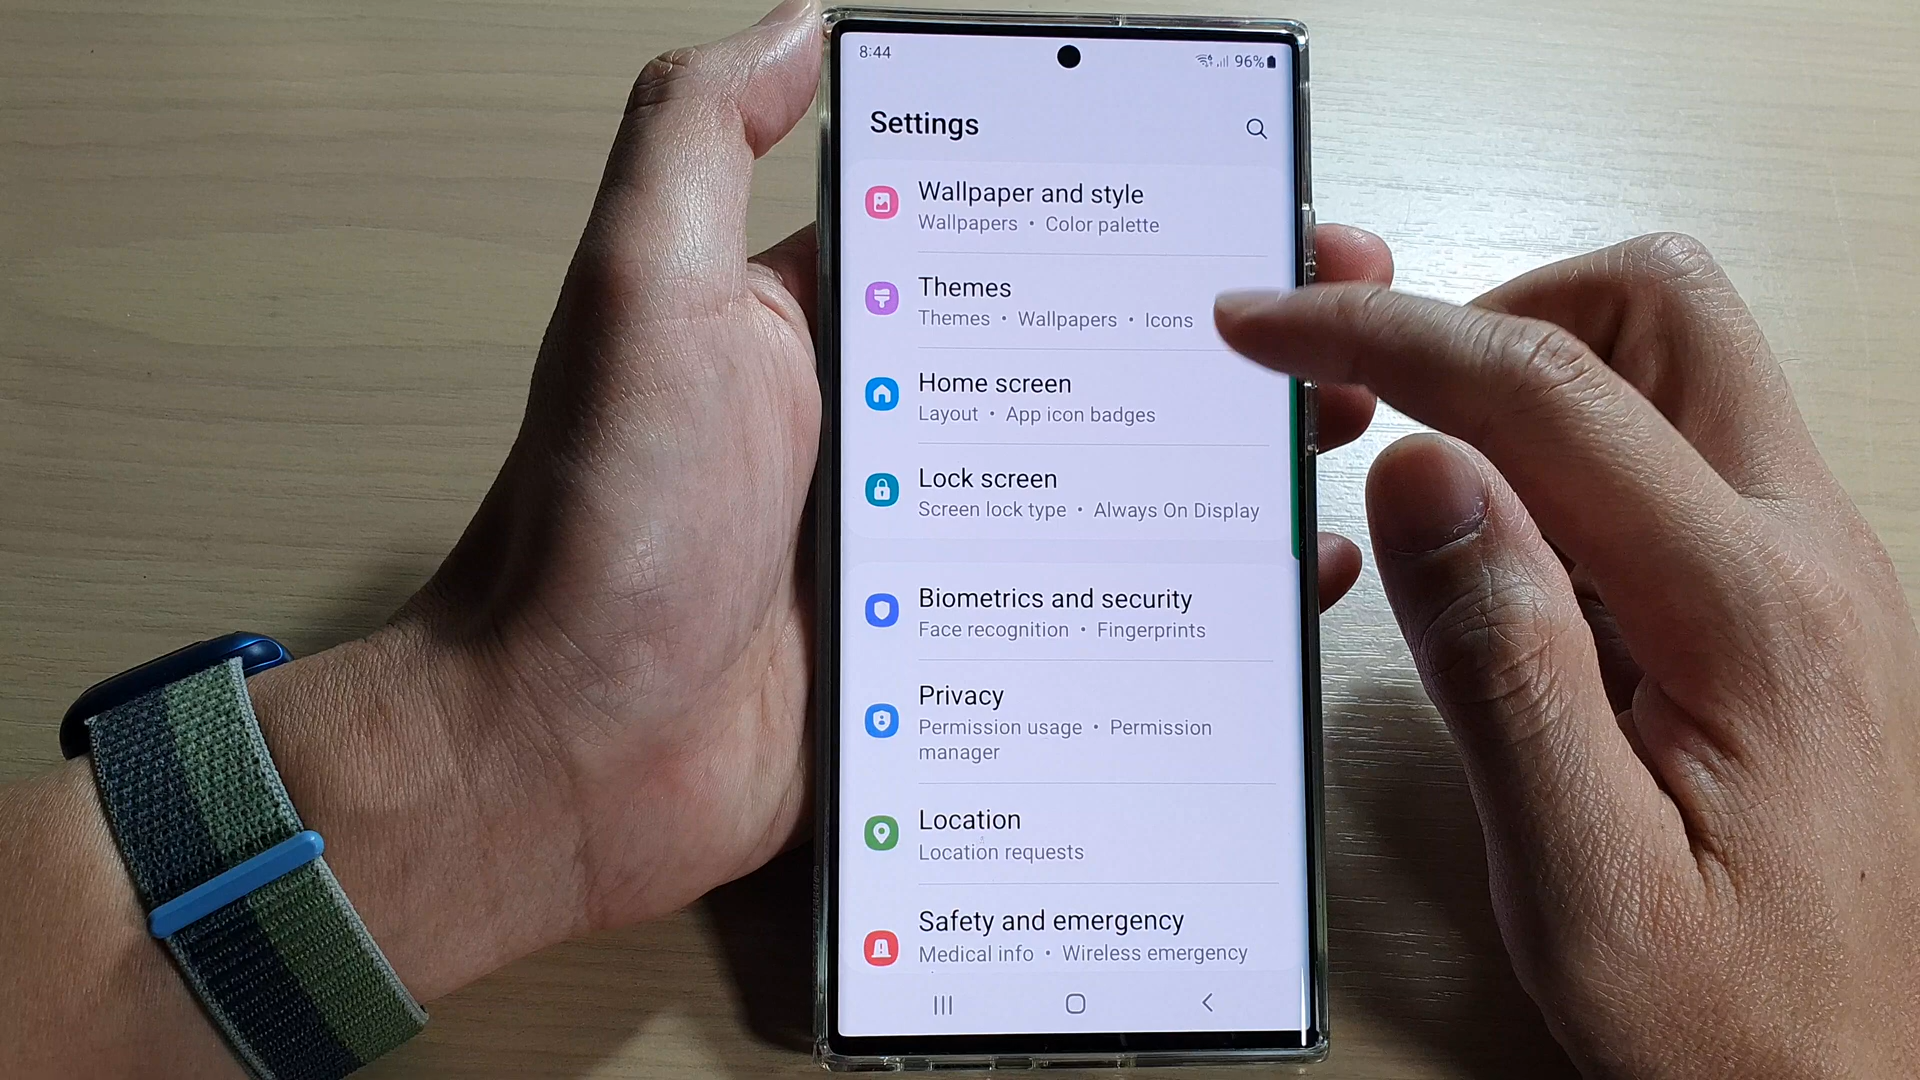 8:44
96%
Settings
Wallpaper and style
Wallpapers • Color palette
Themes
Themes • Wallpapers • Icons
Home screen
Layout • App icon badges
Lock screen
Screen lock type • Always On Display
Biometrics and security
Face recognition • Fingerprints
Privacy
Permission usage • Permission
manager
Location
Location requests
Safety and emergency
Medical info • Wireless emergency